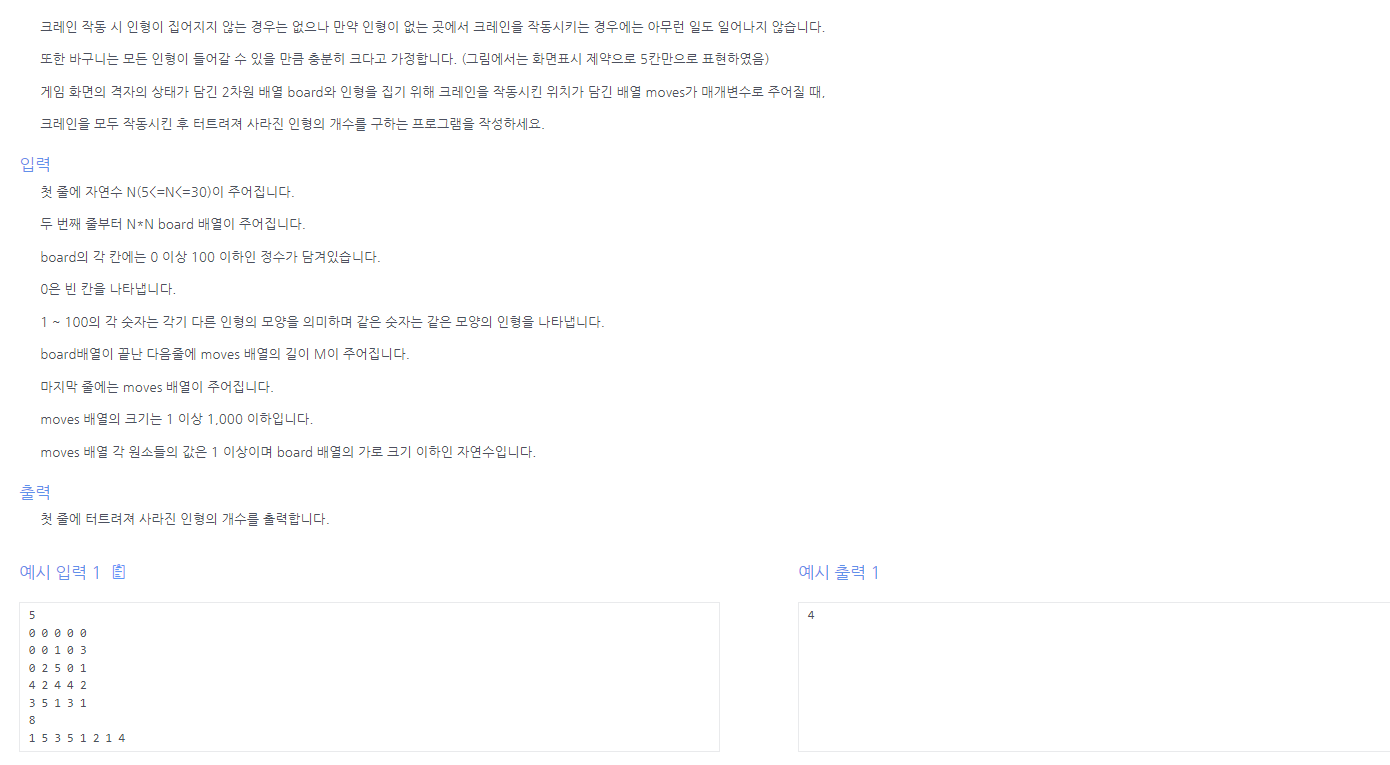 크레인 작동 시 인형이 집어지지 않는 경우는 없으나 만약 인형이 없는 곳에서 크레인을 작동시키는 경우에는 아무런 일도 일어나지 않습니다.
또한 바구니는 모든 인형이 들어갈 수 있을 만큼 충분히 크다고 가정합니다. (그림에서는 화면표시 제약으로 5칸만으로 표현하였음)
게임 화면의 격자의 상태가 담긴 2차원 배열 board와 인형을 집기 위해 크레인을 작동시킨 위치가 담긴 배열 moves가 매개변수로 주어질 때,
크레인을 모두 작동시킨 후 터트려져 사라진 인형의 개수를 구하는 프로그램을 작성하세요.
입력
첫 줄에 자연수 N(5<=N<=30)이 주어집니다.
두 번째 줄부터 N*N board 배열이 주어집니다.
board의 각 칸에는 0 이상 100 이하인 정수가 담겨있습니다.
0은 빈 칸을 나타냅니다.
1 ~ 100의 각 숫자는 각기 다른 인형의 모양을 의미하며 같은 숫자는 같은 모양의 인형을 나타냅니다.
board배열이 끝난 다음줄에 moves 배열의 길이 M이 주어집니다.
마지막 줄에는 moves 배열이 주어집니다.
moves 배열의 크기는 1 이상 1,000 이하입니다.
moves 배열 각 원소들의 값은 1 이상이며 board 배열의 가로 크기 이하인 자연수입니다.
출력
첫 줄에 터트려져 사라진 인형의 개수를 출력합니다.
예시 입력 1
5
0 0 0 0 0
0 0 1 0 3
0 2 5 0 1
4 2 4 4 2
3 5 1 3 1
8
1 5 3 5 1 2 1 4
예시 출력 1
4